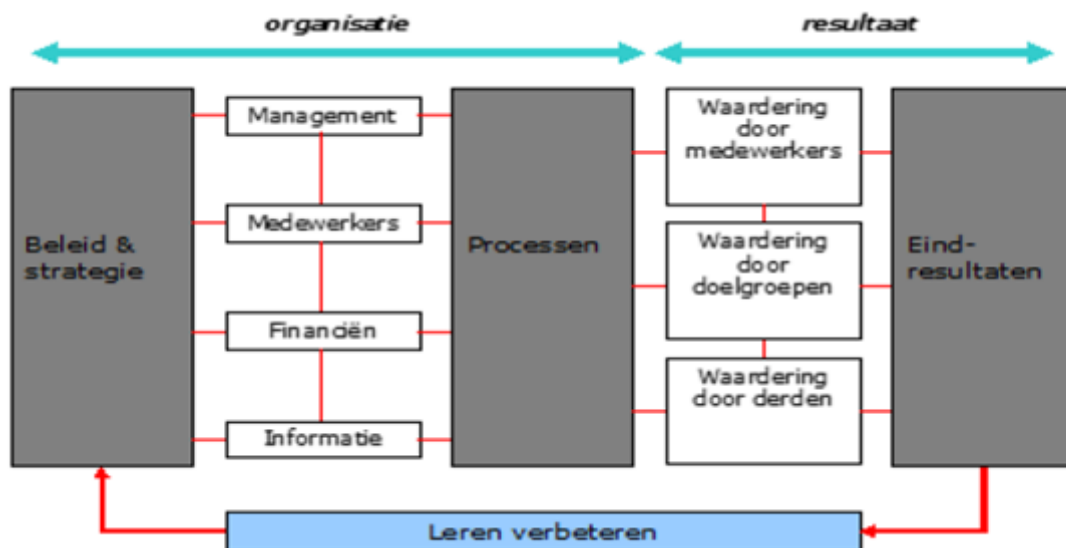 organisatie
resultaat
Beleid &
strategie
Management
Medewerkers
Financiën
Informatie
Processen
Waardering
door
medewerkers
Waardering
door
doelgroepen
Waardering
door derden
Eind-
resultaten
Leren verbeteren